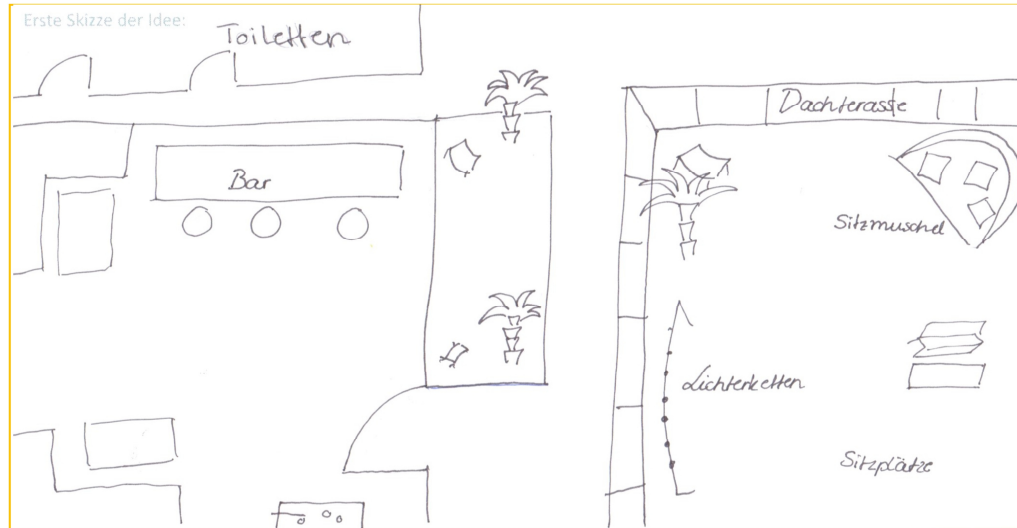 Erste Skizze der Idee:
Toiletten
Dachterasse
Bar
Sitzmuschel
Lichterketten
Sitzplätze